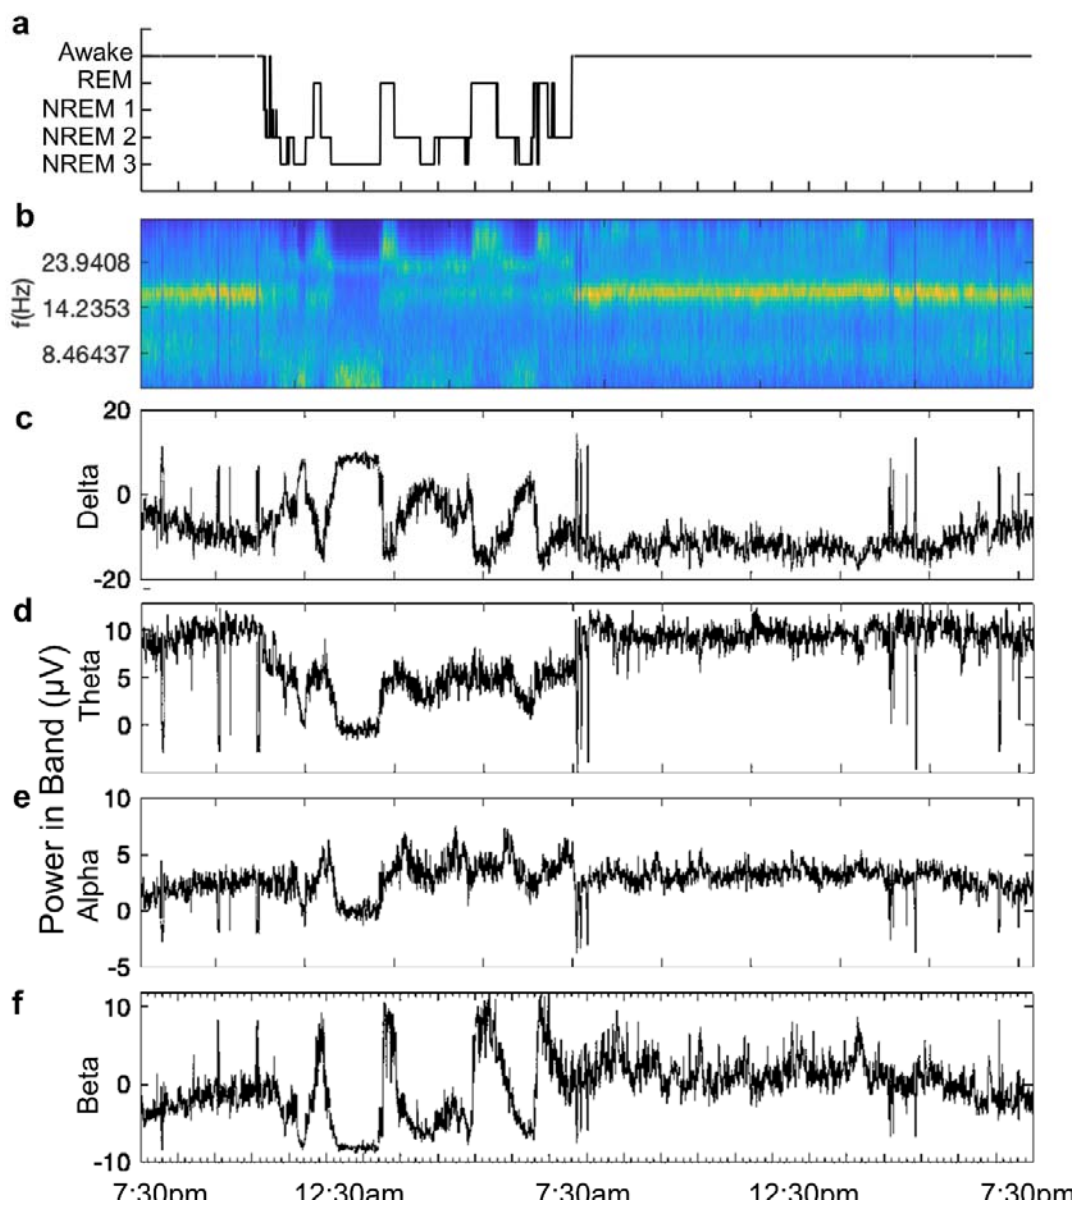 a
Awake
REM
NREM 1
NREM 2
NREM 3
b
f(Hz)
23.9408
14.2353
8.46437
Power in Band (μV)
c
Delta
20
0
-20
d
Theta
10
5
0
e
Alpha
10
5
0
-5
f
Beta
10
0
-10
7:30pm 12:30am 7:30am 12:30pm 7:30pm